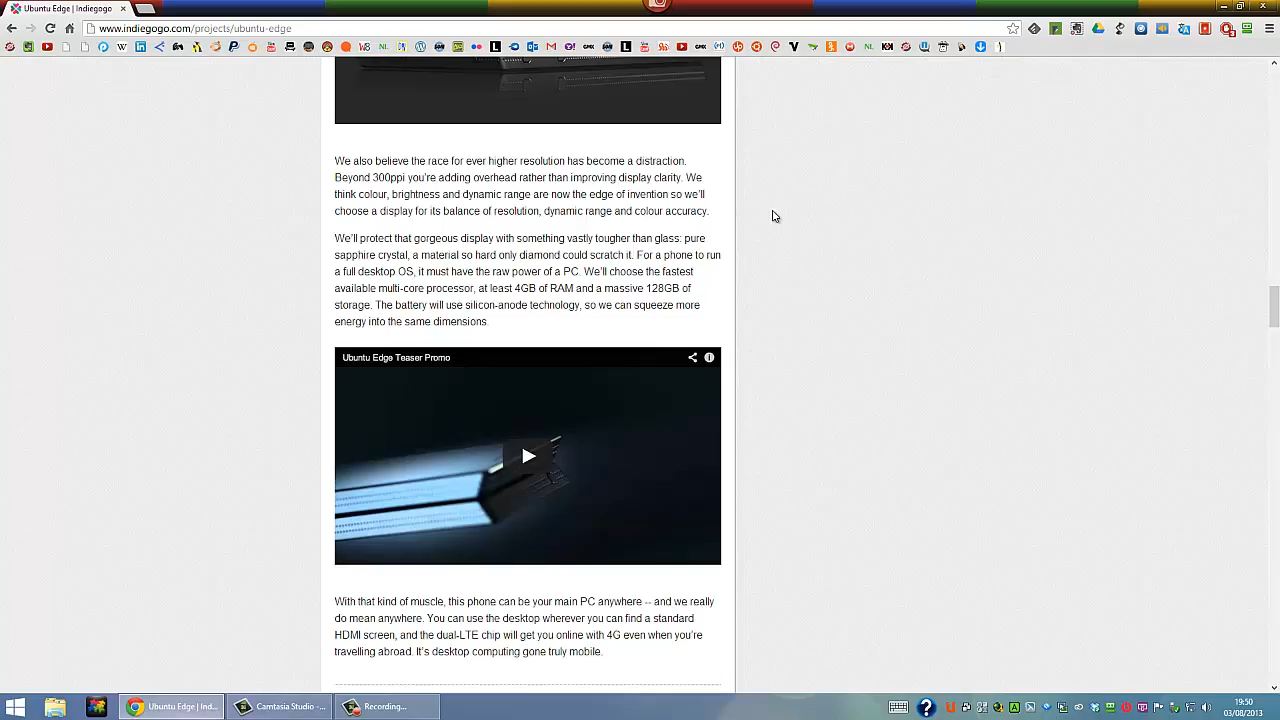 Ubuntu Edge | Indiegogo
www.indiegogo.com/projects/ubuntu-edge
We also believe the race for ever higher resolution has become a distraction.
Beyond 300ppi you're adding overhead rather than improving display clarity. We
think colour, brightness and dynamic range are now the edge of invention so we'll
choose a display for its balance of resolution, dynamic range and colour accuracy.
We'll protect that gorgeous display with something vastly tougher than glass: pure
sapphire crystal, a material so hard only diamond could scratch it. For a phone to run
a full desktop OS, it must have the raw power of a PC. We'll choose the fastest
available multi-core processor, at least 4GB of RAM and a massive 128GB of
storage. The battery will use silicon-anode technology, so we can squeeze more
energy into the same dimensions.
Ubuntu Edge Teaser Promo
With that kind of muscle, this phone can be your main PC anywhere -- and we really
do mean anywhere. You can use the desktop wherever you can find a standard
HDMI screen, and the dual-LTE chip will get you online with 4G even when you're
travelling abroad. It's desktop computing gone truly mobile.
Ubuntu Edge | Ind...
Camtasia Studio -...
Recording...
19:50
03/08/2013